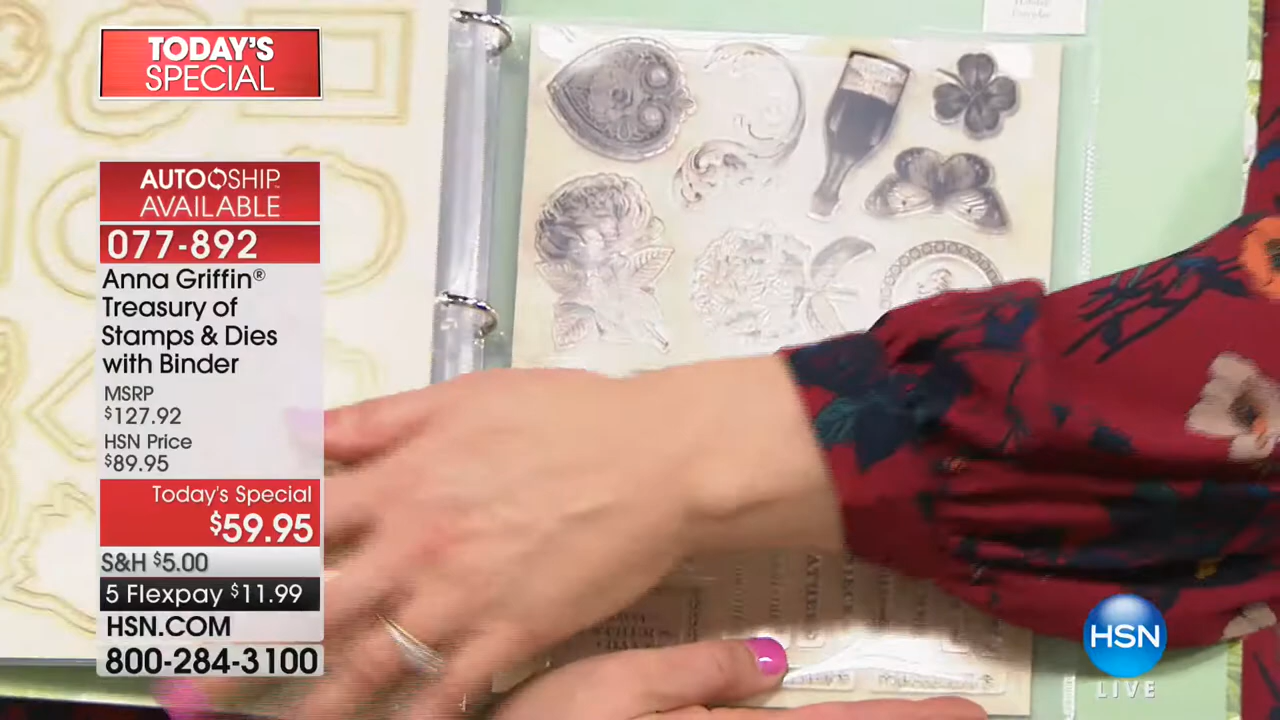 TODAY'S
SPECIAL
AUTOSHIP™
AVAILABLE
077-892
Anna Griffin®
Treasury of
Stamps & Dies
with Binder
MSRP
$127.92
HSN Price
$89.95
Today's Special
$59.95
S&H $5.00
5 Flexpay $11.99
HSN.COM
800-284-3100
HSN
LIVE